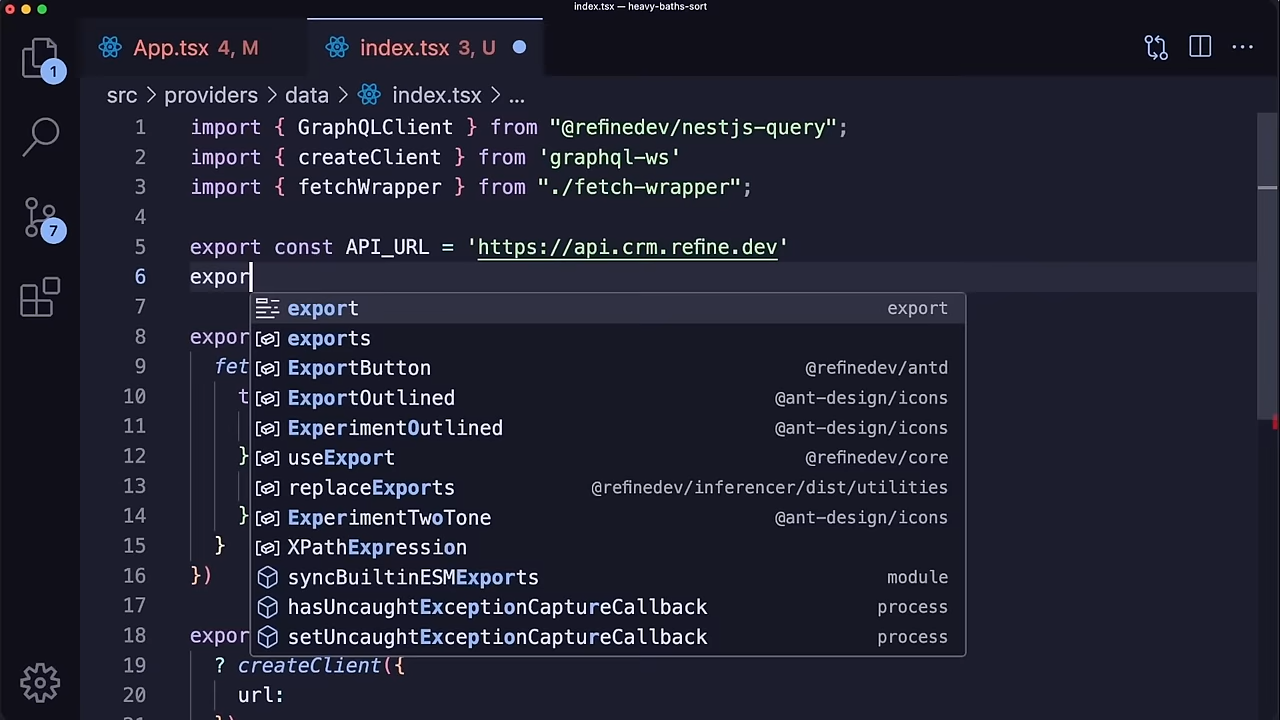 index.tsx — heavy-baths-sort
App.tsx 4, M
index.tsx 3, U
1
src > providers > data > index.tsx > ...
1 import { GraphQLClient } from "@refinedev/nestjs-query";
2 import { createClient } from 'graphql-ws'
3 import { fetchWrapper } from "./fetch-wrapper";
4
5 export const API_URL = 'https://api.crm.refine.dev'
6 expor
7
export export
8 expor
exports
9 fet
ExportButton @refinedev/antd
10 t
ExportOutlined @ant-design/icons
11
ExperimentOutlined @ant-design/icons
12 }
useExport @refinedev/core
13
replaceExports @refinedev/inferencer/dist/utilities
14 }
ExperimentTwoTone @ant-design/icons
15 }
XPathExpression
16 })
syncBuiltinESMExports module
17
hasUncaughtExceptionCaptureCallback process
18 expor
setUncaughtExceptionCaptureCallback process
19 ? createClient({
20 url:
7